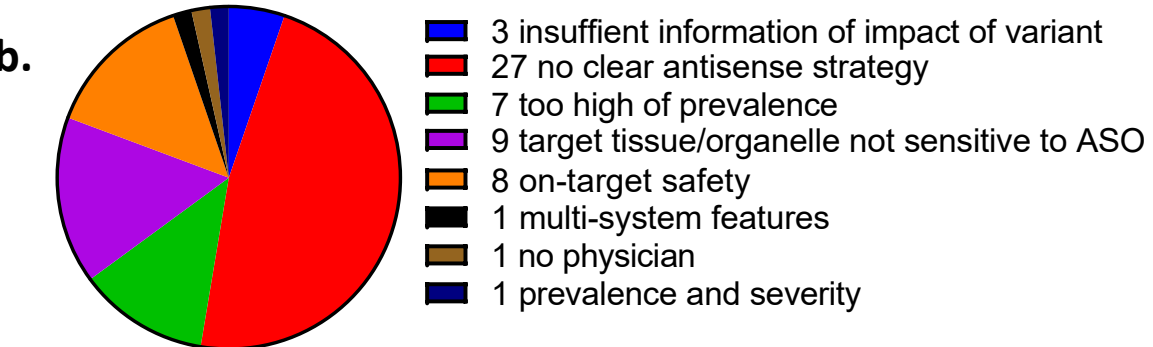 b.
3 insuffient information of impact of variant
27 no clear antisense strategy
7 too high of prevalence
9 target tissue/organelle not sensitive to ASO
8 on-target safety
1 multi-system features
1 no physician
1 prevalence and severity